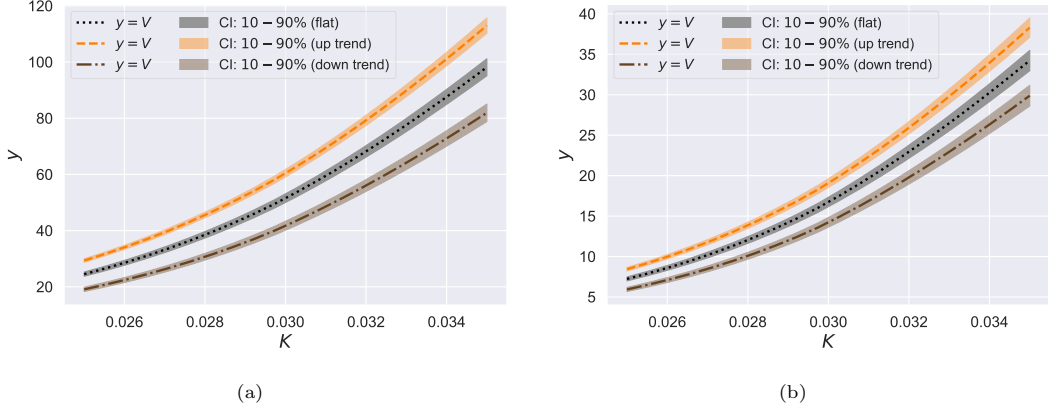 120
100
80
60
40
20
y
y = V
y = V
y = V
CI: 10 − 90% (flat)
CI: 10 − 90% (up trend)
CI: 10 − 90% (down trend)
0.026 0.028 0.030 0.032 0.034
K
(a)
40
35
30
25
20
15
10
5
y
y = V
y = V
y = V
CI: 10 − 90% (flat)
CI: 10 − 90% (up trend)
CI: 10 − 90% (down trend)
0.026 0.028 0.030 0.032 0.034
K
(b)